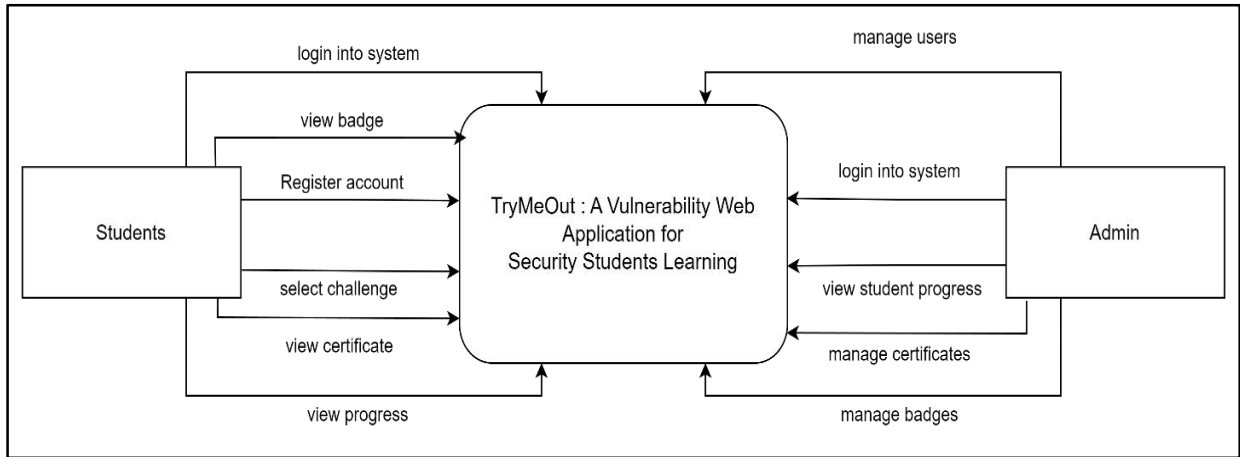 login into system
manage users
view badge
Register account
login into system
Students
TryMeOut : A Vulnerability Web
Application for
Security Students Learning
Admin
select challenge
view student progress
view certificate
manage certificates
view progress
manage badges